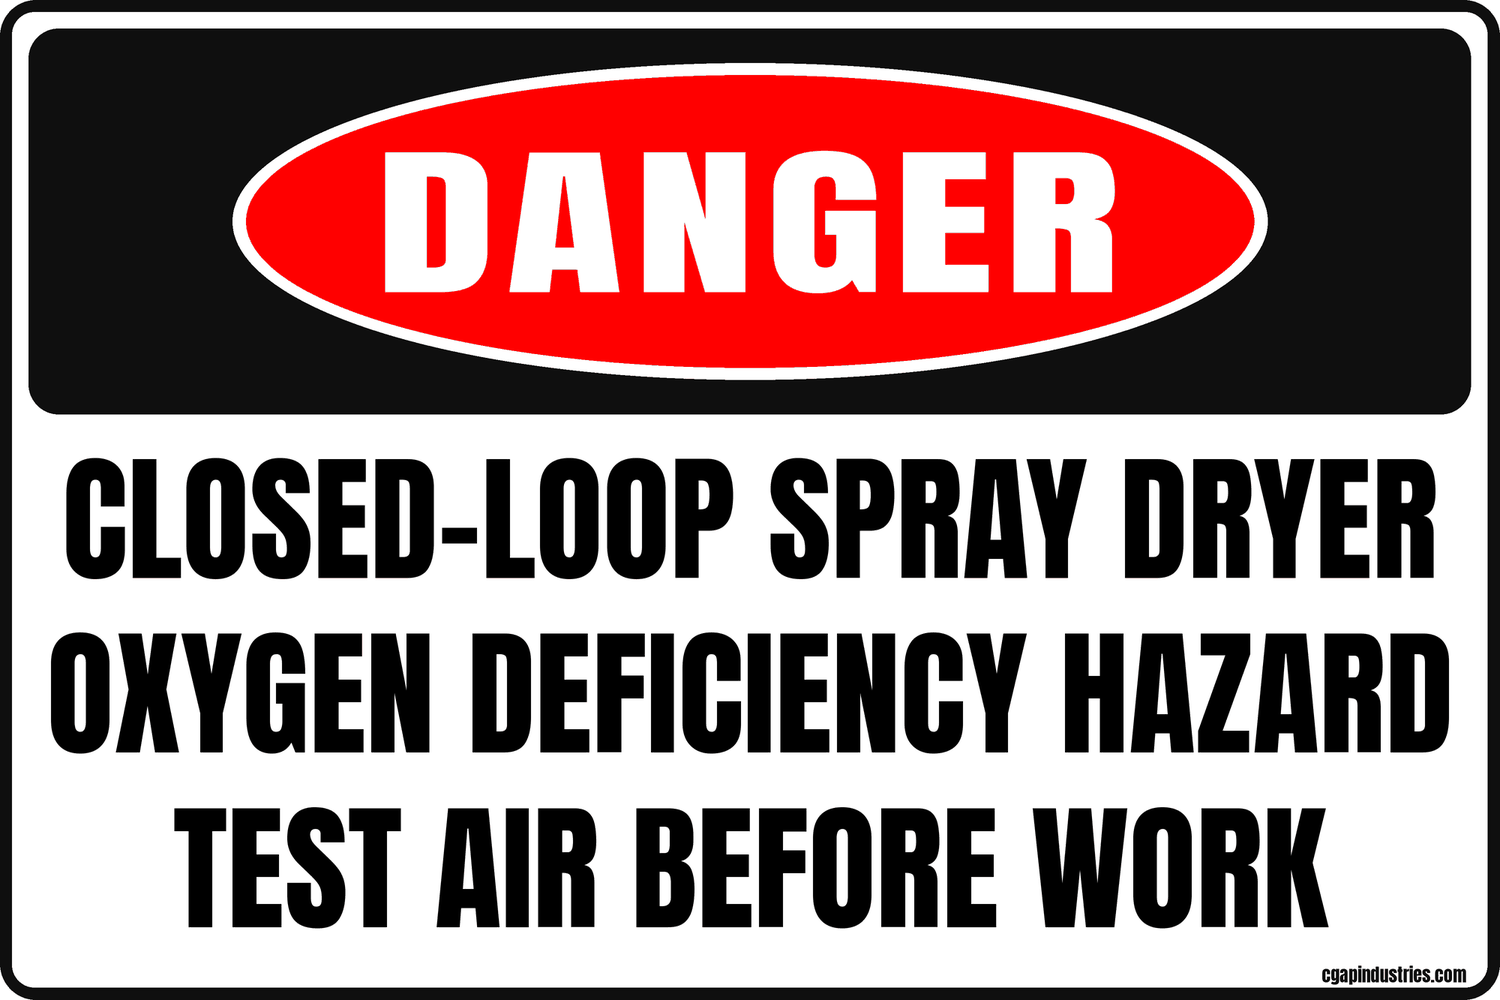 DANGER
CLOSED-LOOP SPRAY DRYER
OXYGEN DEFICIENCY HAZARD
TEST AIR BEFORE WORK
cgapindustries.com